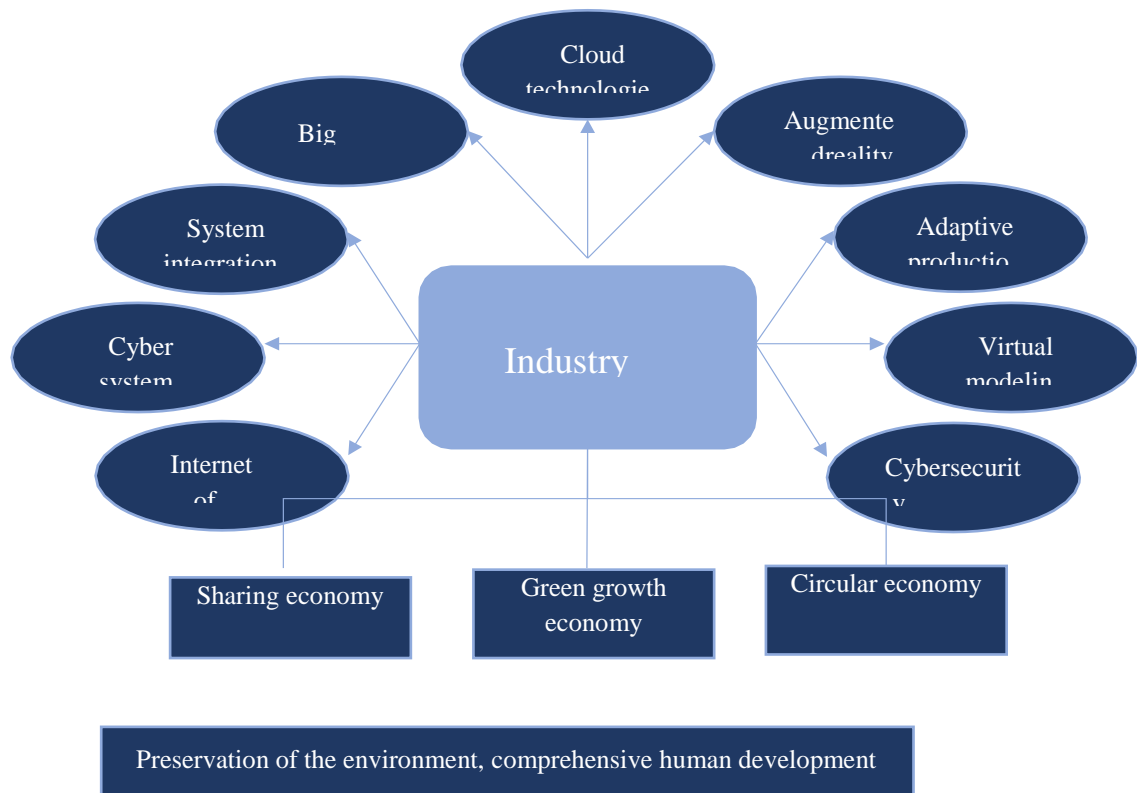 Cloud
technologie
Big
Augmente
dreality
System
integration
Adaptive
productio
Cyber
system
Industry
Virtual
modelin
Internet
of
Cybersecurit
y
Sharing economy
Green growth
economy
Circular economy
Preservation of the environment, comprehensive human development